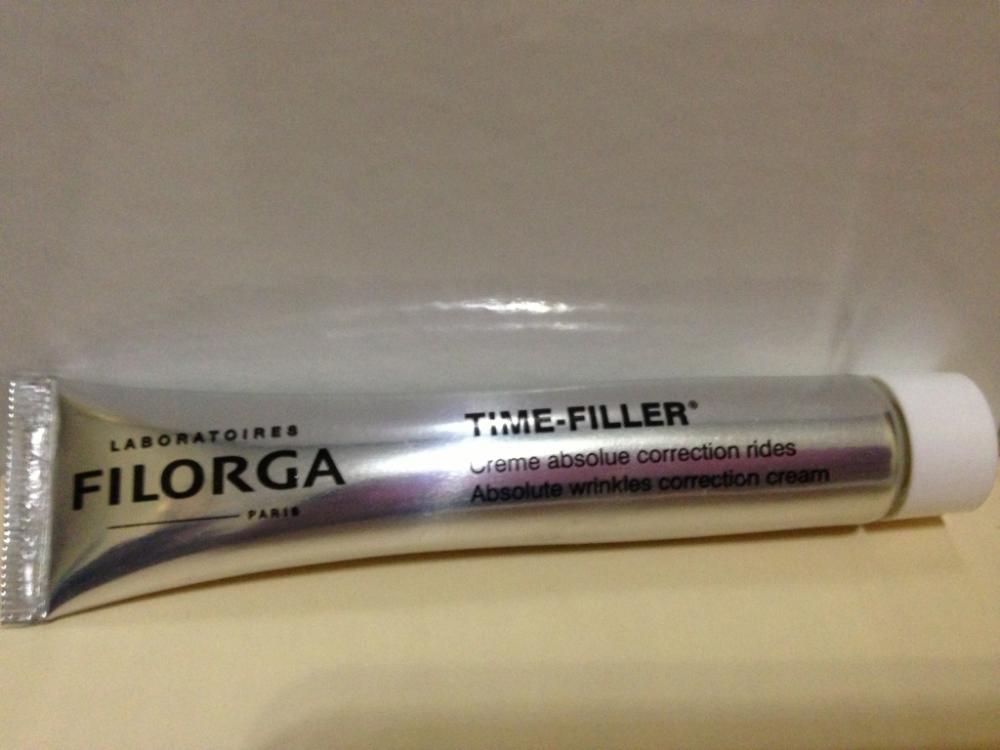 LABORATOIRES
FILORGA
PARIS
TIME-FILLER®
Creme absolue correction rides
Absolute wrinkles correction cream